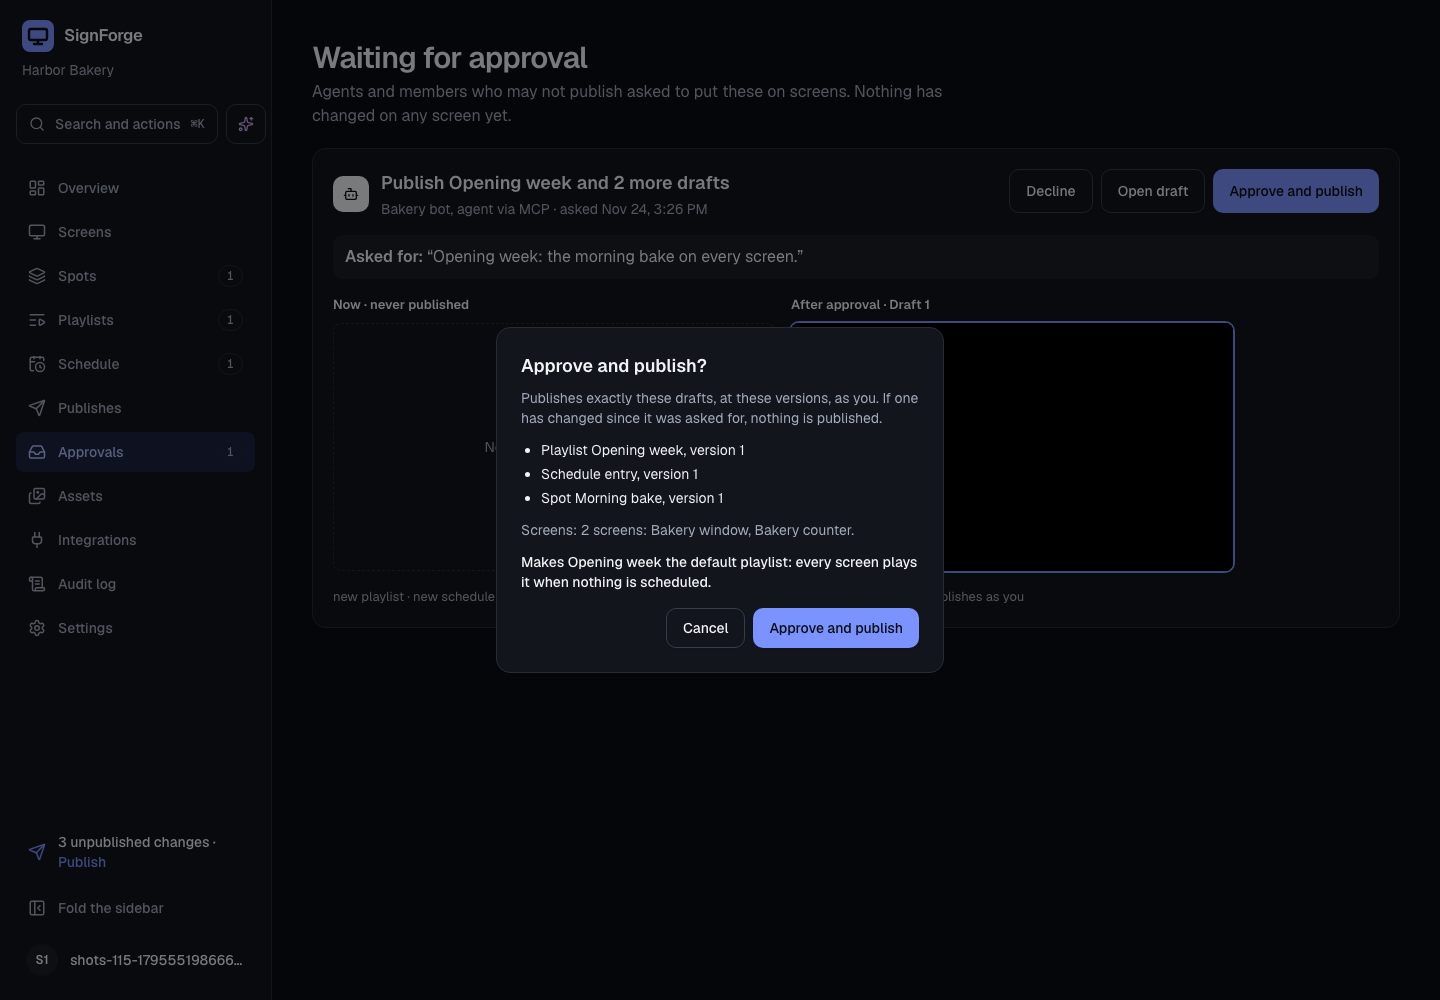 SignForge
Harbor Bakery
Search and actions ⌘K
Overview
Screens
Spots 1
Playlists 1
Schedule 1
Publishes
Approvals 1
Assets
Integrations
Audit log
Settings
3 unpublished changes ·
Publish
Fold the sidebar
S1 shots-115-179555198666…
Waiting for approval
Agents and members who may not publish asked to put these on screens. Nothing has
changed on any screen yet.
Publish Opening week and 2 more drafts
Bakery bot, agent via MCP · asked Nov 24, 3:26 PM
Decline
Open draft
Approve and publish
Asked for: “Opening week: the morning bake on every screen.”
Now · never published
After approval · Draft 1
new playlist · new schedule
Approve and publish?
Publishes exactly these drafts, at these versions, as you. If one
has changed since it was asked for, nothing is published.
• Playlist Opening week, version 1
• Schedule entry, version 1
• Spot Morning bake, version 1
Screens: 2 screens: Bakery window, Bakery counter.
Makes Opening week the default playlist: every screen plays
it when nothing is scheduled.
Cancel
Approve and publish
as you